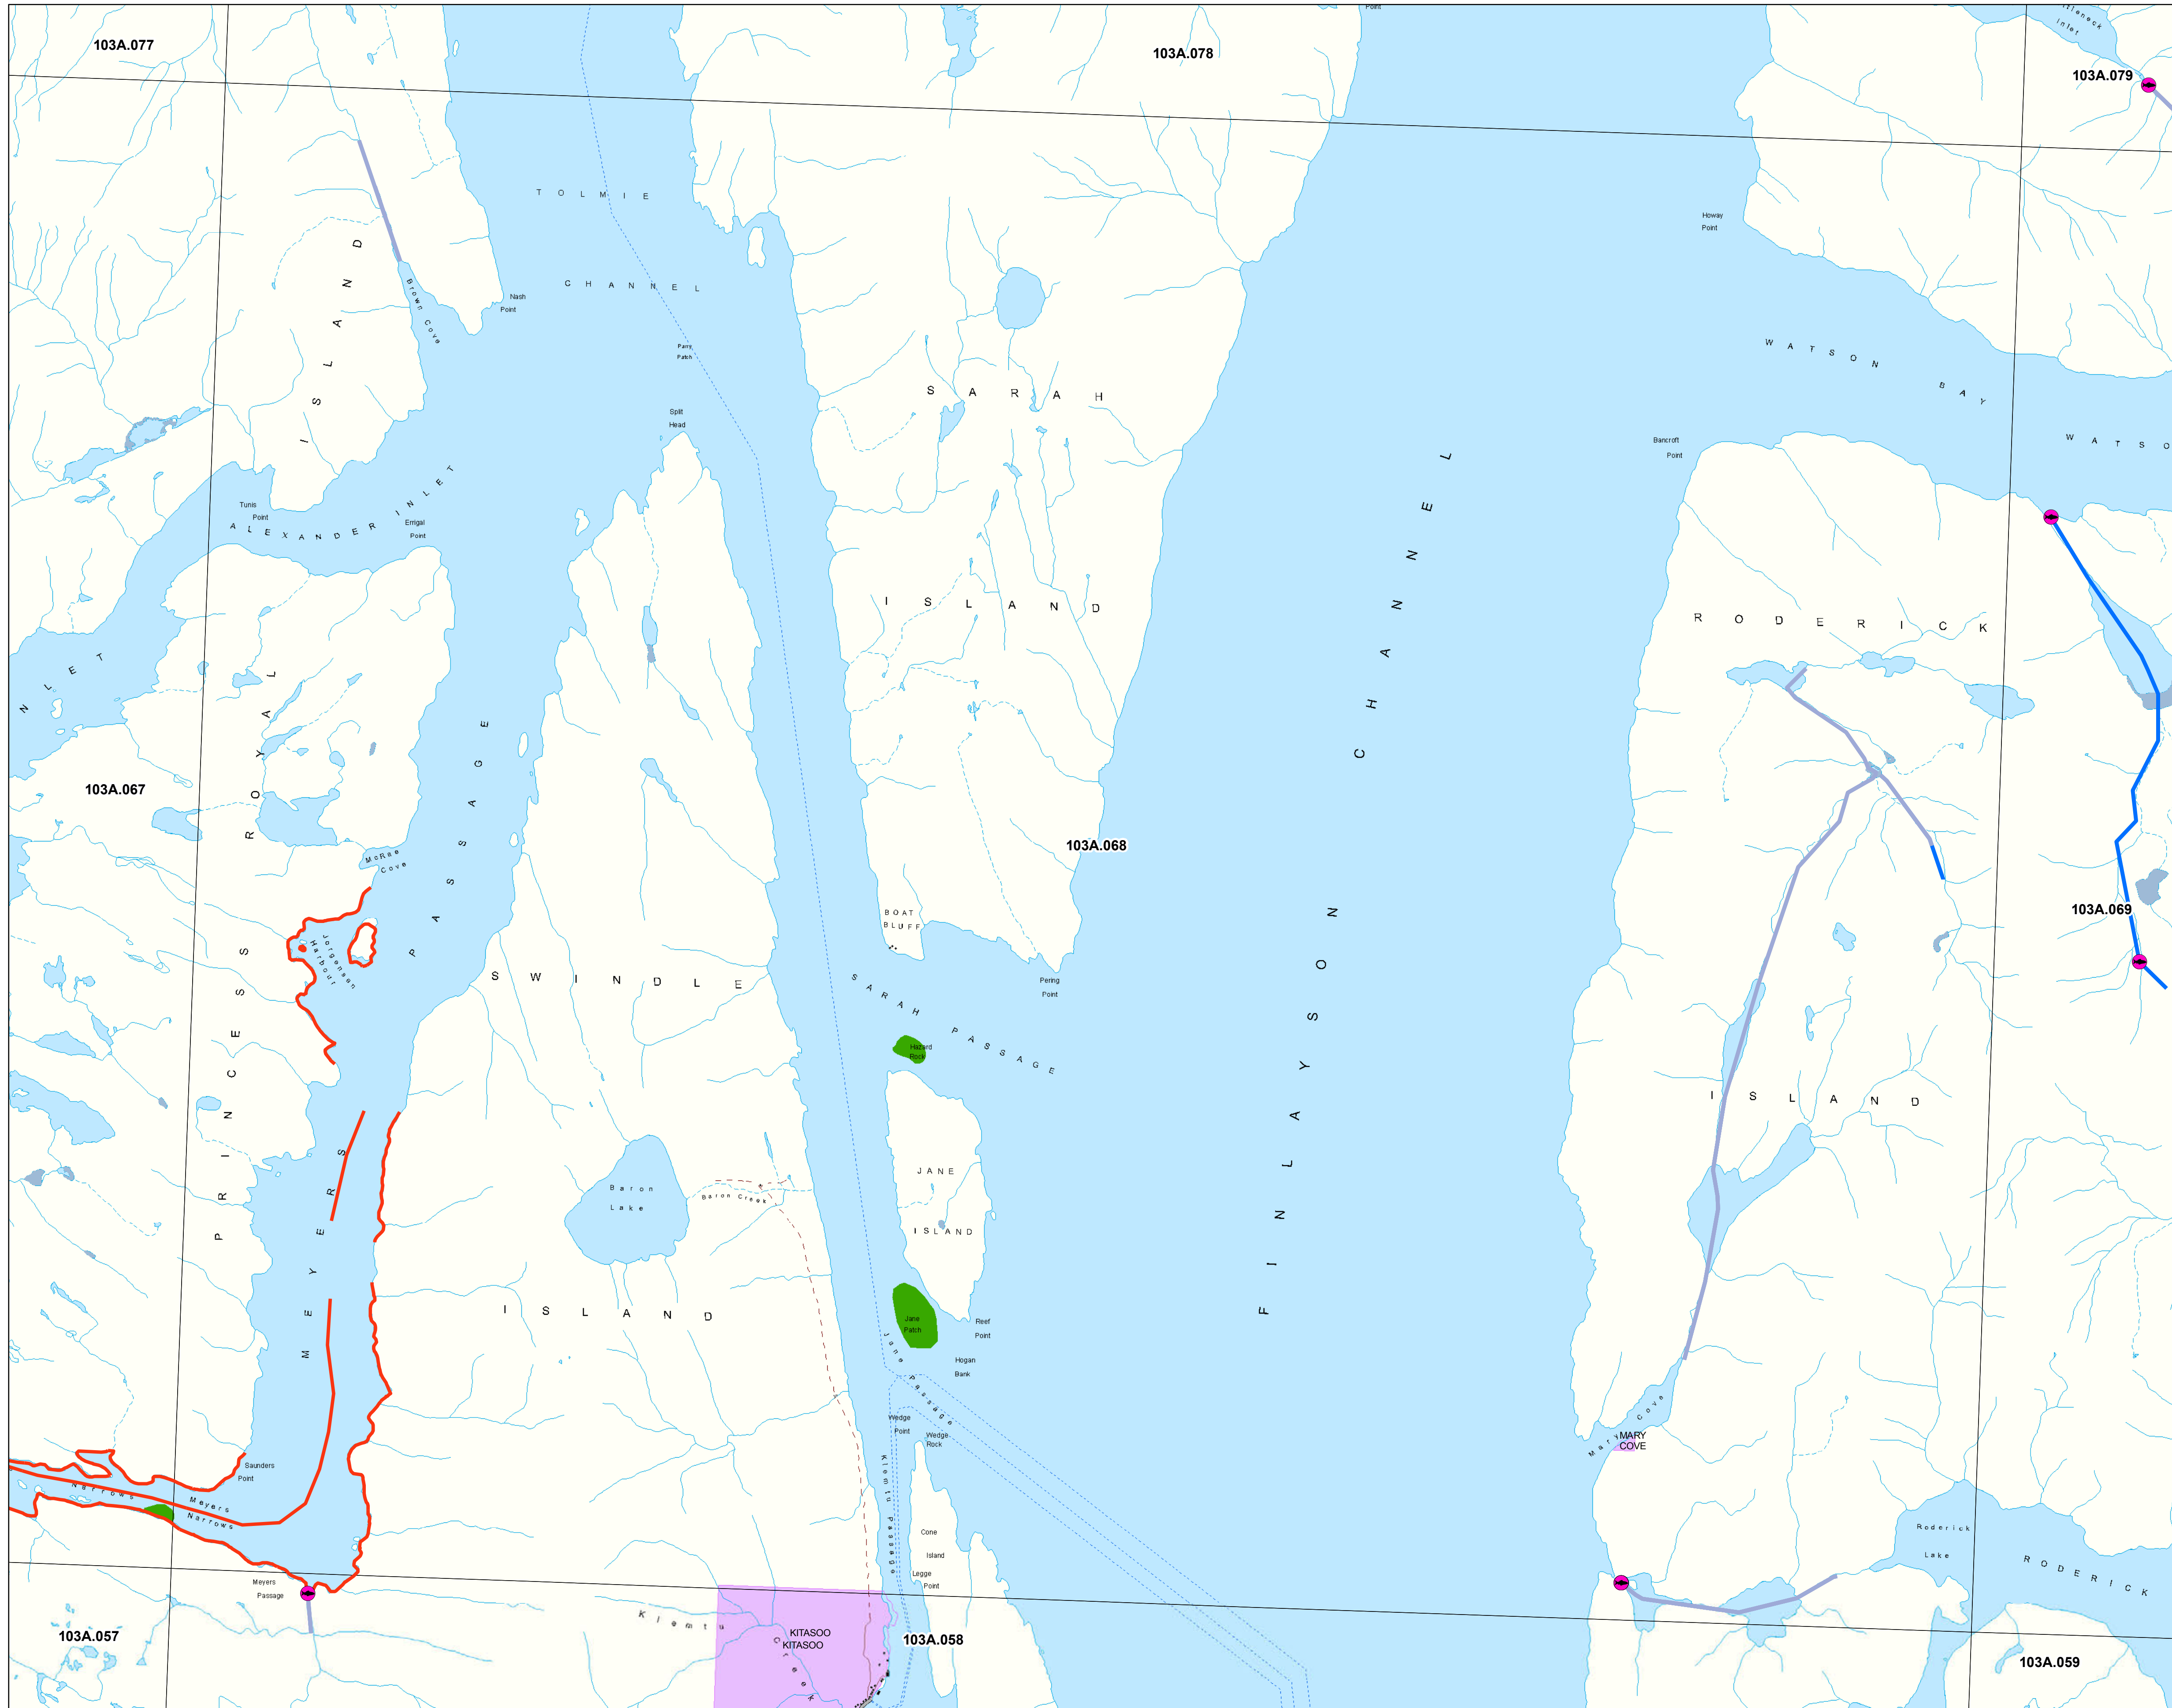 103A.077
103A.078
Point
Inlet
103A.079
TOLMIE
CHANNEL
Howay
Point
ISLAND
Brown Cove
Nash
Point
Parry
Patch
WATSON BAY
WATSO
Split
Head
SARAH
ISLAND
Bancroft
Point
Tunis
Point
ALEXANDER INLET
Errigal
Point
NLET
RODERICK
ISLAND
103A.067
PRINCESS ROYAL
McRae
Cove
MEYERS PASSAGE
103A.068
FINLAYSON CHANNEL
BOAT
BLUFF
103A.069
Jorgensen
Harbour
SWINDLE
ISLAND
SARAH PASSAGE
Pering
Point
Hazard
Rock
JANE
ISLAND
Baron
Lake
Baron Creek
Jane
Patch
Reef
Point
Jane Passage
Hogan
Bank
Wedge
Point
Wedge
Rock
Mary Cove
MARY
COVE
Saunders
Point
Narrows
Meyers
Narrows
Klemtu Passage
Cone
Island
Legge
Point
Roderick
Lake
RODERICK
Meyers
Passage
Klemtu
Creek
KITASOO
KITASOO
103A.057
103A.058
103A.059